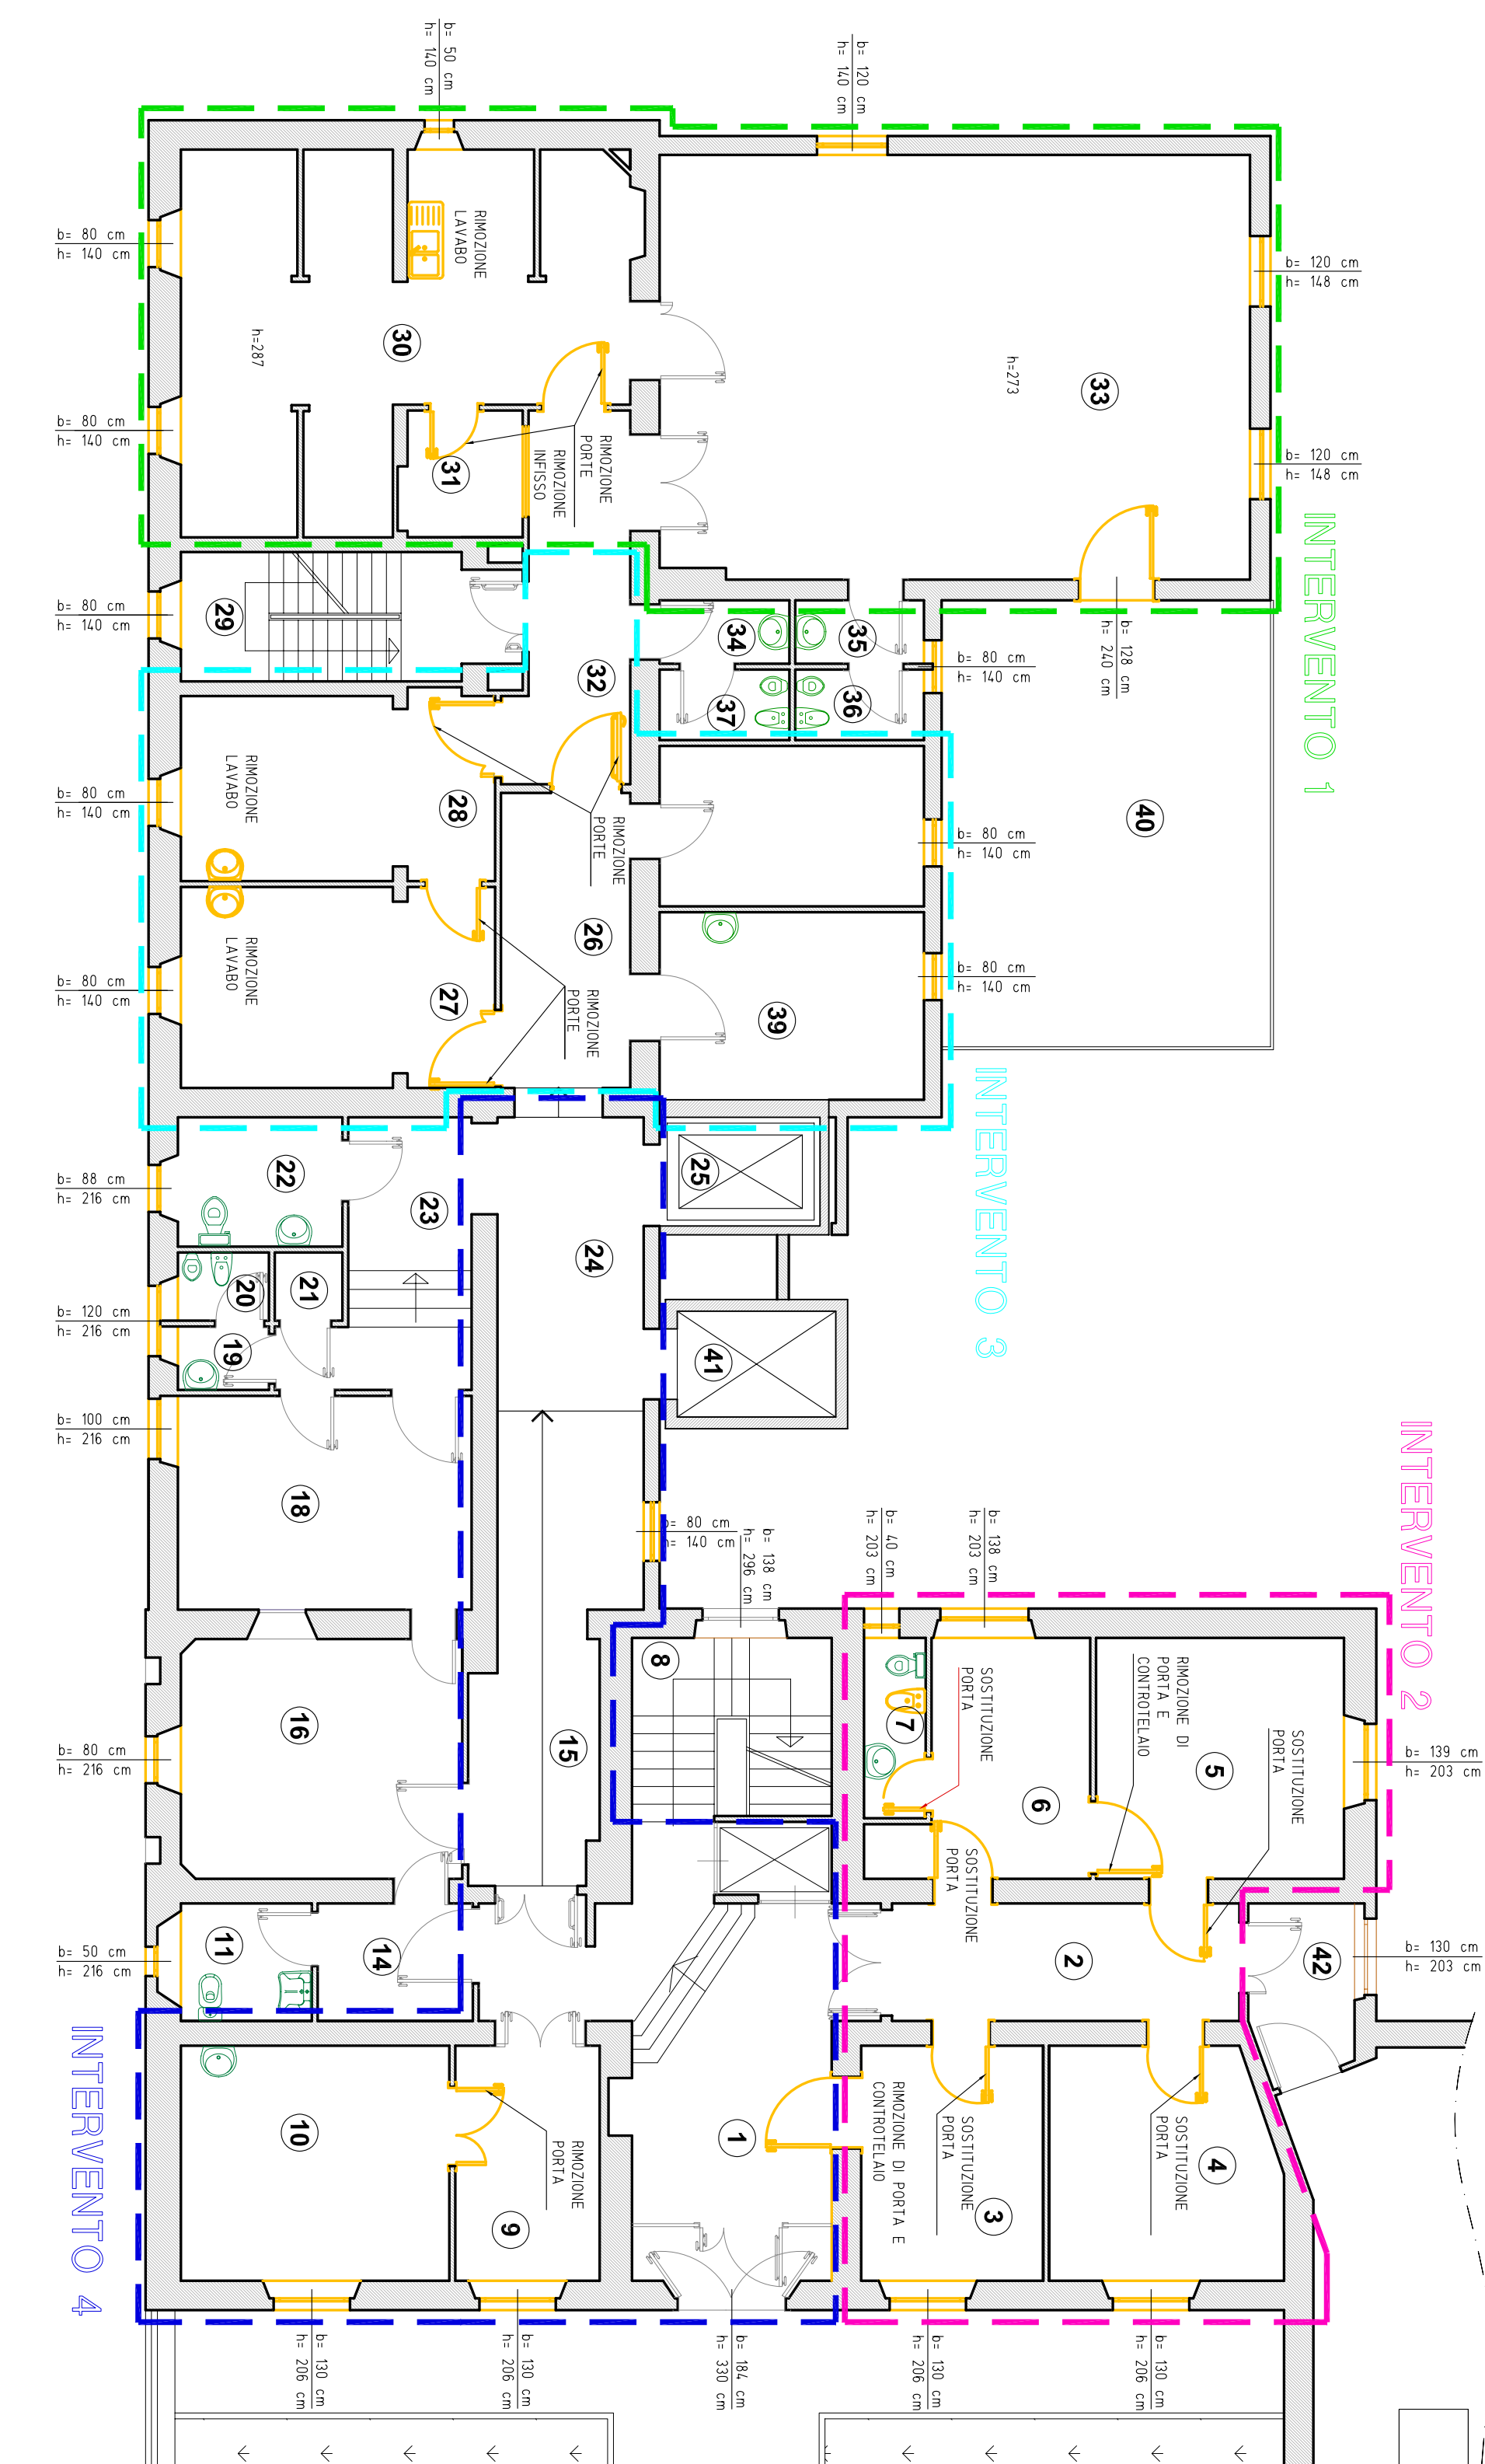 b= 50 cm
h= 140 cm
b= 120 cm
h= 140 cm
RIMOZIONE
LAVABO
b= 80 cm
h= 140 cm
b= 120 cm
h= 148 cm
30
h=287
h=273
33
b= 80 cm
h= 140 cm
b= 120 cm
h= 148 cm
31
RIMOZIONE
PORTE
RIMOZIONE
INFISSO
INTERVENTO 1
29
b= 80 cm
h= 140 cm
32
34
35
36
37
b= 80 cm
h= 140 cm
b= 128 cm
h= 240 cm
RIMOZIONE
LAVABO
28
b= 80 cm
h= 140 cm
RIMOZIONE
PORTE
b= 80 cm
h= 140 cm
40
26
RIMOZIONE
LAVABO
27
b= 80 cm
h= 140 cm
RIMOZIONE
PORTE
39
b= 80 cm
h= 140 cm
INTERVENTO 3
22
23
25
b= 88 cm
h= 216 cm
24
20
21
19
b= 120 cm
h= 216 cm
41
b= 100 cm
h= 216 cm
18
b= 80 cm
h= 140 cm
b= 138 cm
h= 296 cm
b= 40 cm
h= 203 cm
b= 138 cm
h= 203 cm
INTERVENTO 2
8
16
15
b= 80 cm
h= 216 cm
7
SOSTITUZIONE
PORTA
6
RIMOZIONE DI
PORTA E
CONTROTELAIO
5
SOSTITUZIONE
PORTA
b= 139 cm
h= 203 cm
SOSTITUZIONE
PORTA
11
14
b= 50 cm
h= 216 cm
2
42
b= 130 cm
h= 203 cm
INTERVENTO 4
10
RIMOZIONE
PORTA
9
1
RIMOZIONE DI PORTA E
CONTROTELAIO
SOSTITUZIONE
PORTA
3
SOSTITUZIONE
PORTA
4
b= 130 cm
h= 206 cm
b= 130 cm
h= 206 cm
b= 184 cm
h= 330 cm
b= 130 cm
h= 206 cm
b= 130 cm
h= 206 cm